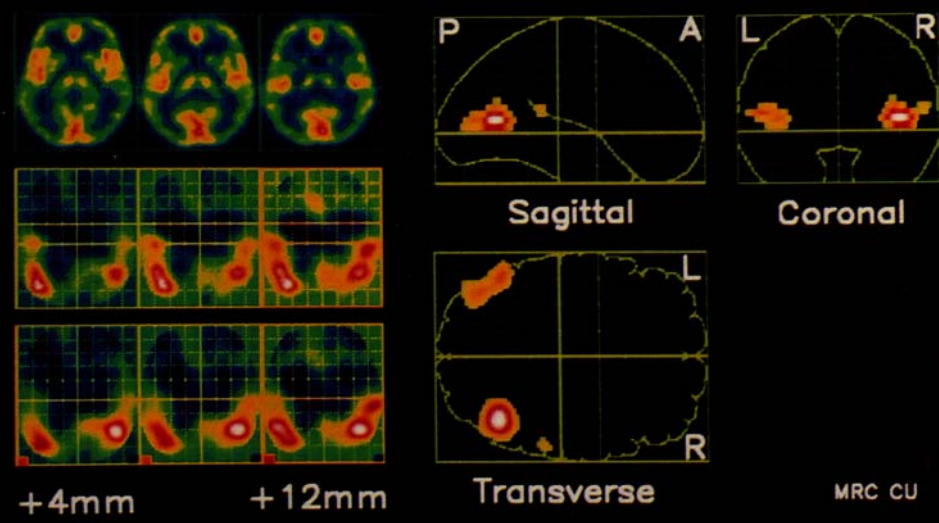 P A
L R
Sagittal
Coronal
L
R
+4mm
+12mm
Transverse
MRC CU